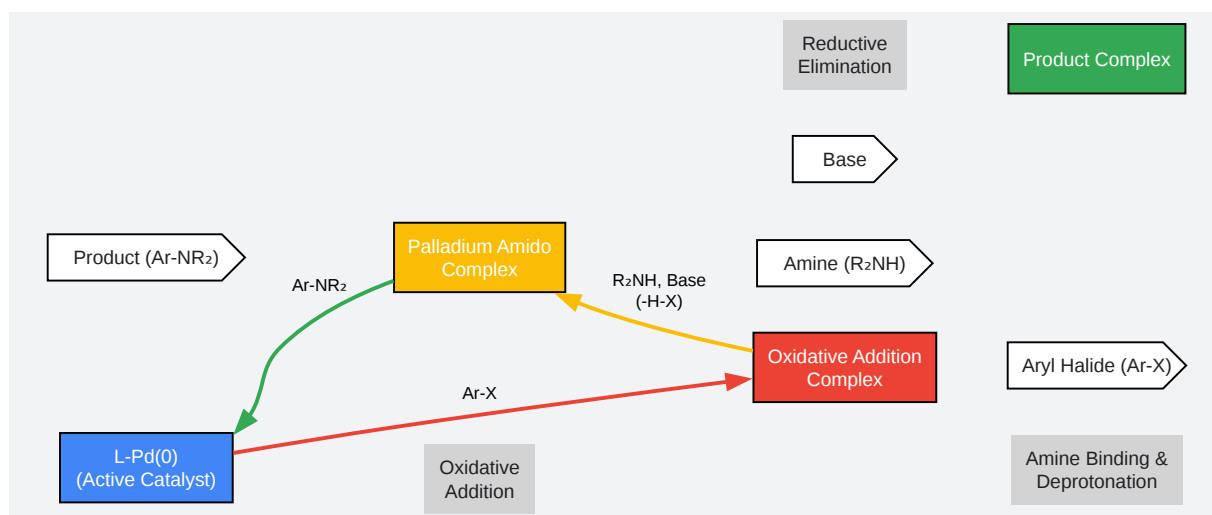 Reductive
Elimination
Product Complex
Base
Product (Ar-NR₂)
Palladium Amido
Complex
Amine (R₂NH)
Ar-NR₂
R₂NH, Base
(-H-X)
Oxidative Addition
Complex
Aryl Halide (Ar-X)
Ar-X
L-Pd(0)
(Active Catalyst)
Oxidative
Addition
Amine Binding &
Deprotonation